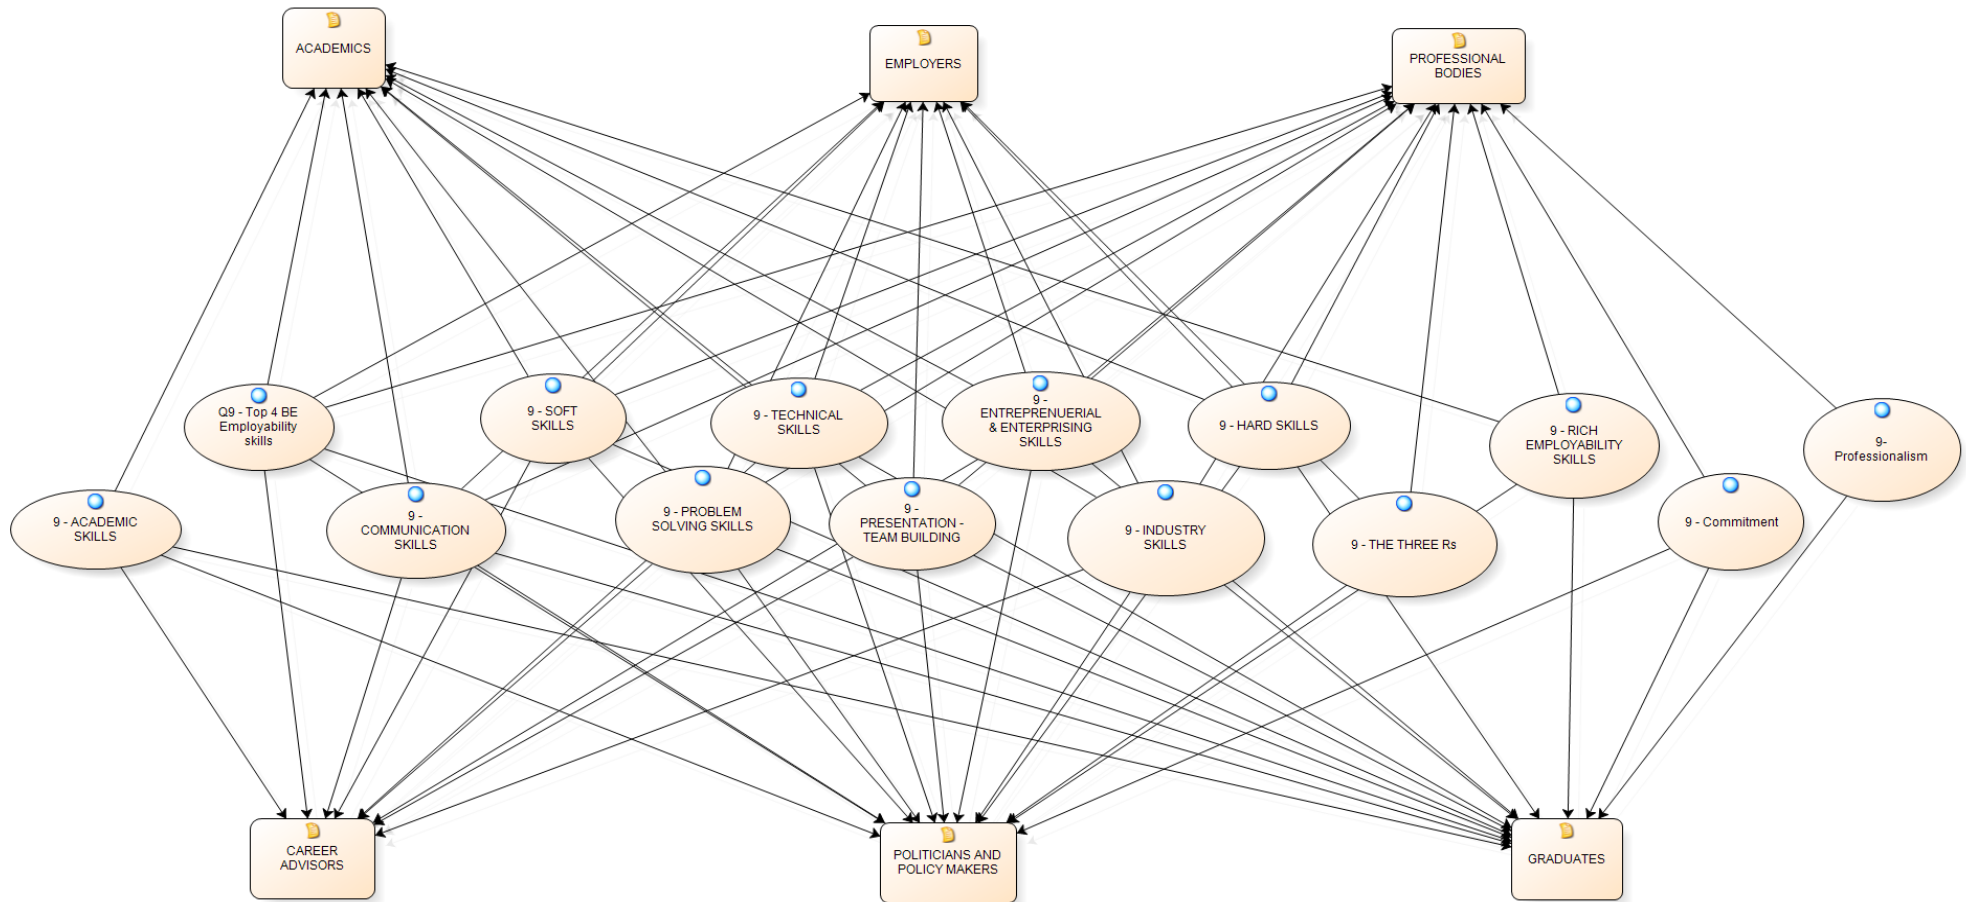 ACADEMICS
EMPLOYERS
PROFESSIONAL
BODIES
Q9 - Top 4 BE
Employability
skills
9 - SOFT
SKILLS
9 - TECHNICAL
SKILLS
9 -
ENTREPRENUERIAL
& ENTERPRISING
SKILLS
9 - HARD SKILLS
9 - RICH
EMPLOYABILITY
SKILLS
9-
Professionalism
9 - ACADEMIC
SKILLS
9 -
COMMUNICATION
SKILLS
9 - PROBLEM
SOLVING SKILLS
9 -
PRESENTATION -
TEAM BUILDING
9 - INDUSTRY
SKILLS
9 - THE THREE Rs
9 - Commitment
CAREER
ADVISORS
POLITICIANS AND
POLICY MAKERS
GRADUATES